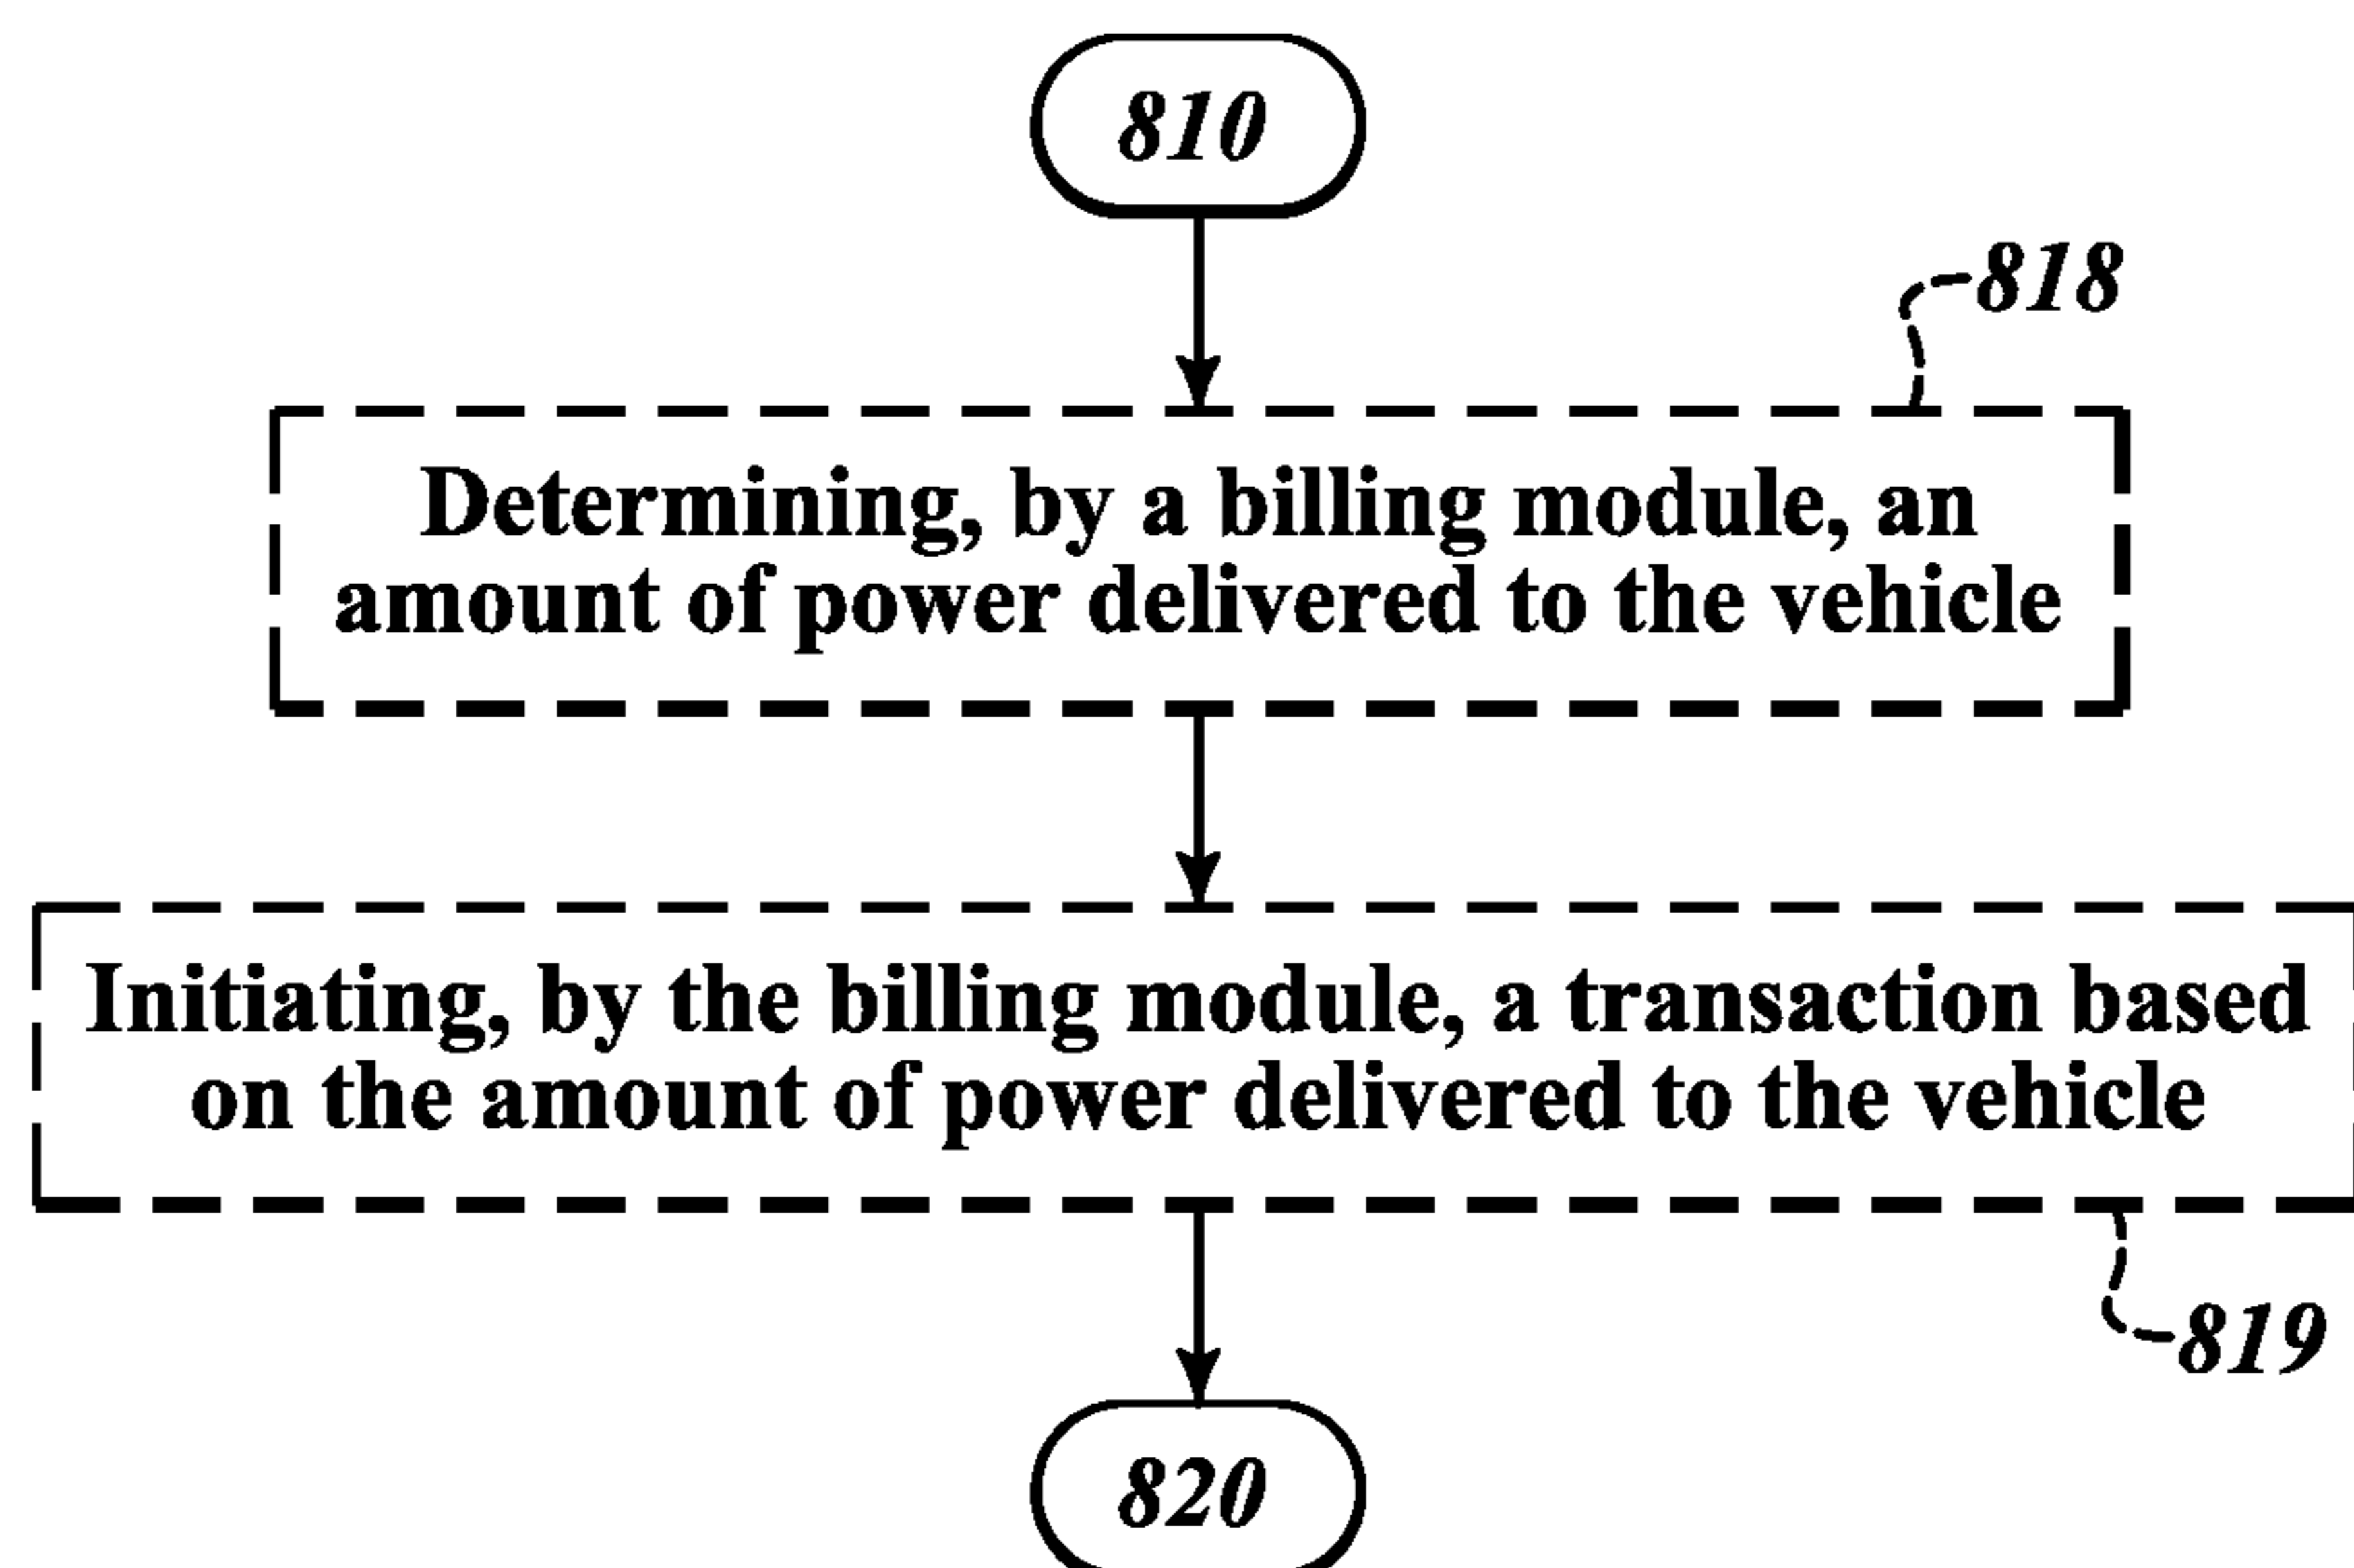 810
818
Determining, by a billing module, an
amount of power delivered to the vehicle
Initiating, by the billing module, a transaction based
on the amount of power delivered to the vehicle
819
820